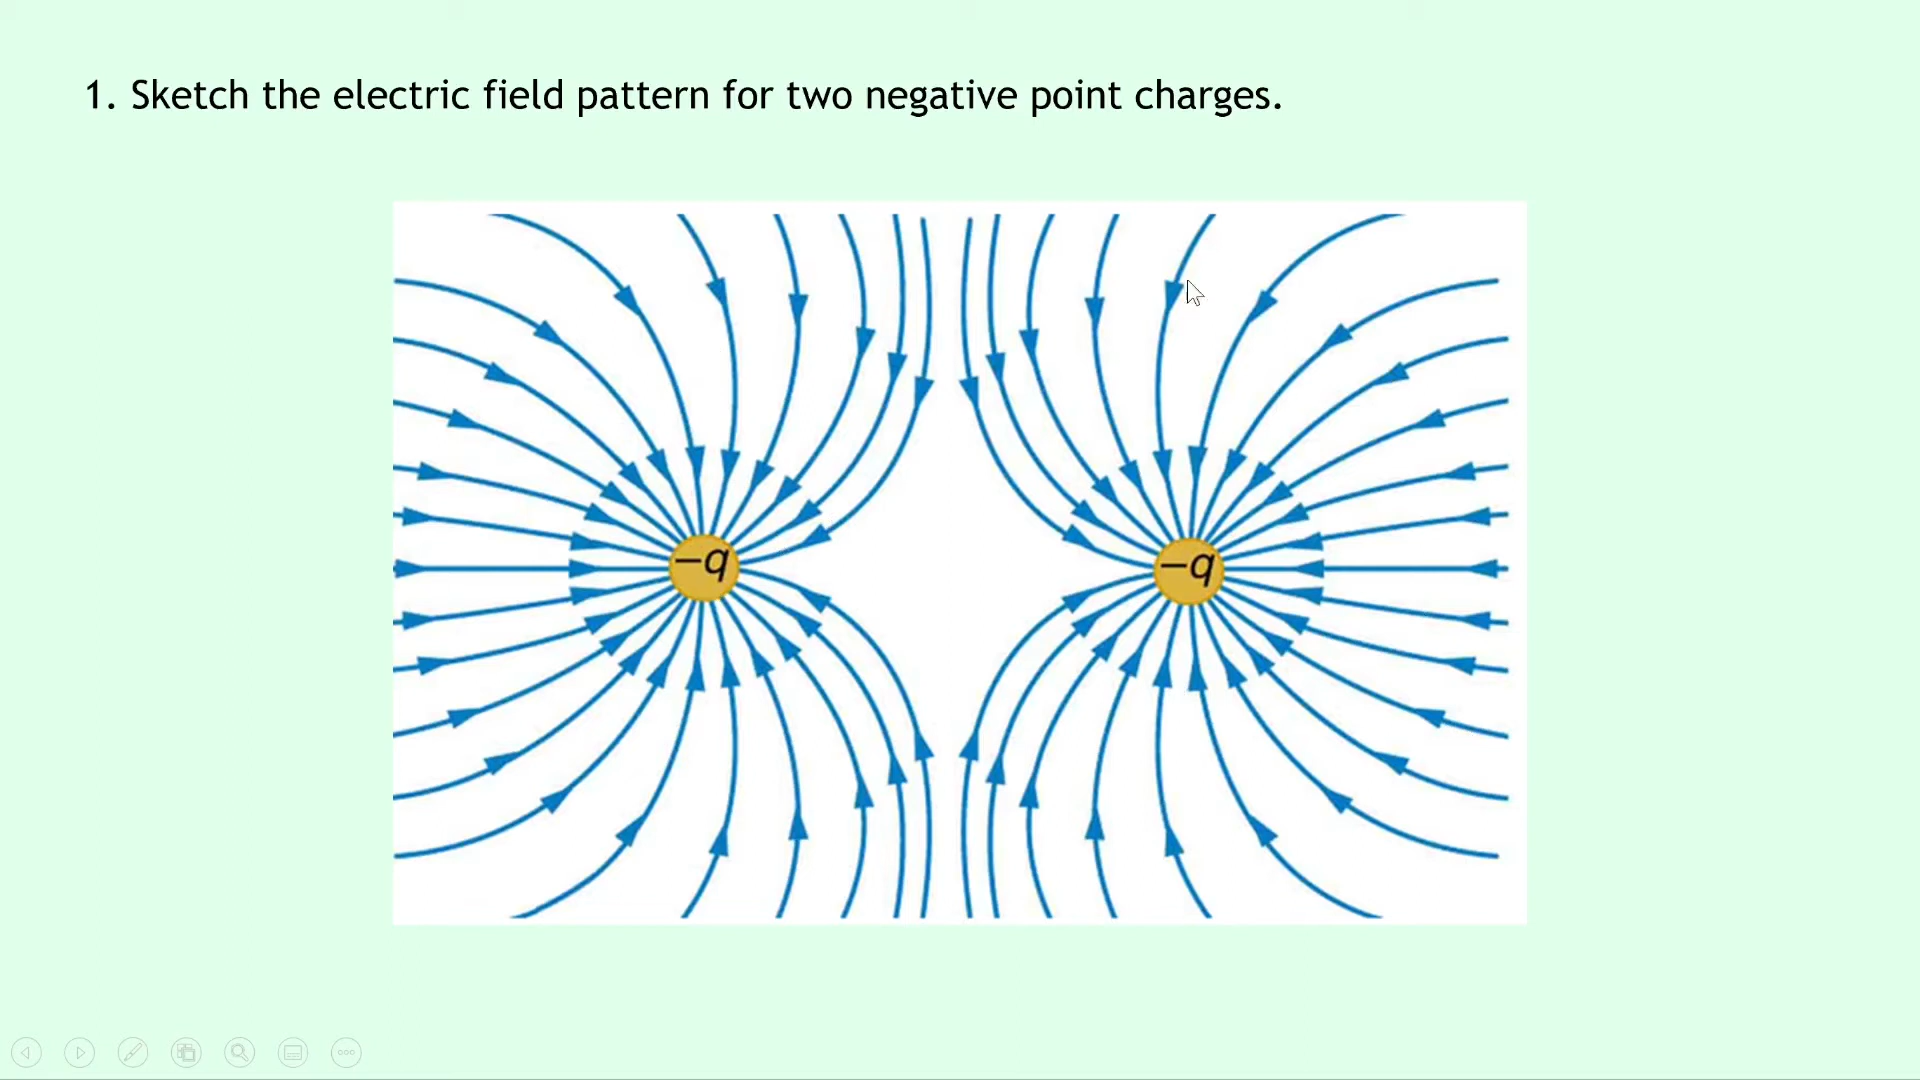 1. Sketch the electric field pattern for two negative point charges.
−q
−q